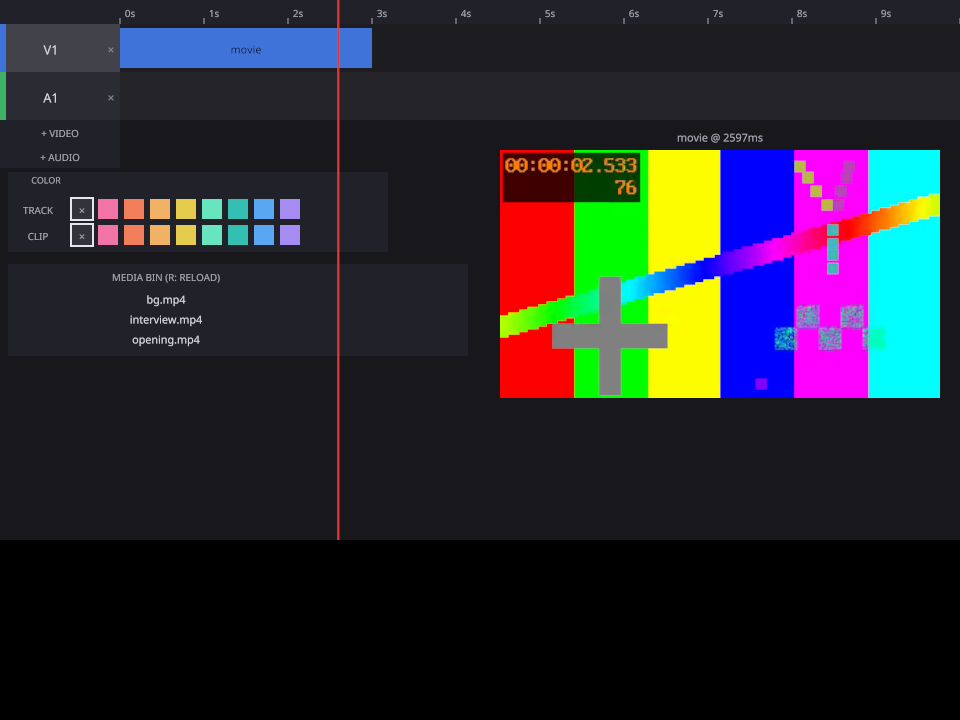 0s 1s 2s 3s 4s 5s 6s 7s 8s 9s
V1 × movie
A1 ×
+ VIDEO
+ AUDIO
movie @ 2597ms
00:00:02.533
76
COLOR
TRACK ×
CLIP ×
MEDIA BIN (R: RELOAD)
bg.mp4
interview.mp4
opening.mp4